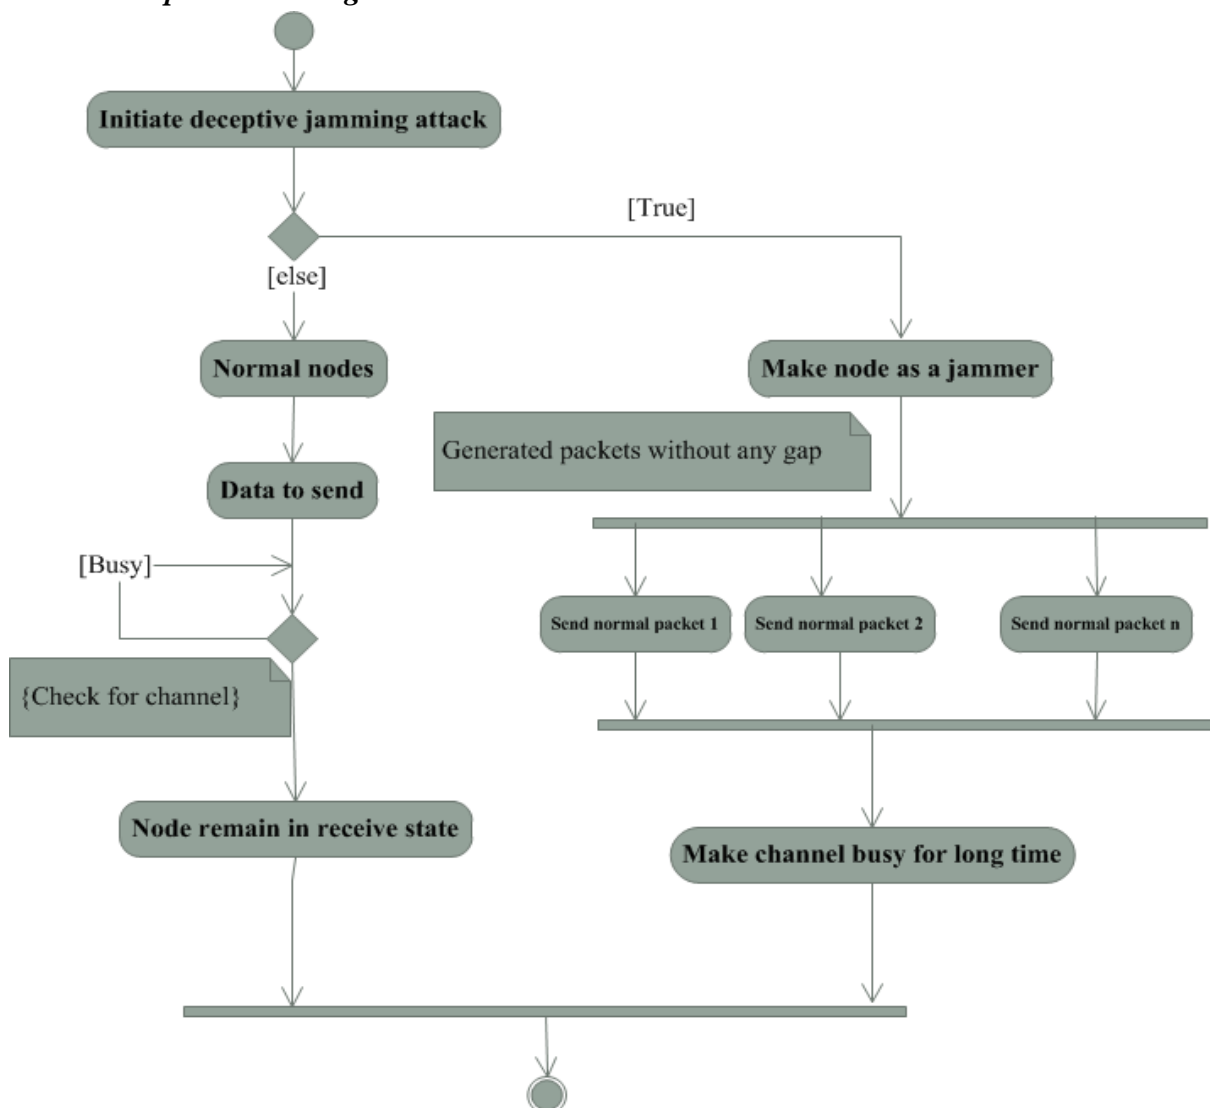 Initiate deceptive jamming attack
[True]
[else]
Normal nodes
Make node as a jammer
Generated packets without any gap
Data to send
[Busy]
Send normal packet 1
Send normal packet 2
Send normal packet n
{Check for channel}
Node remain in receive state
Make channel busy for long time